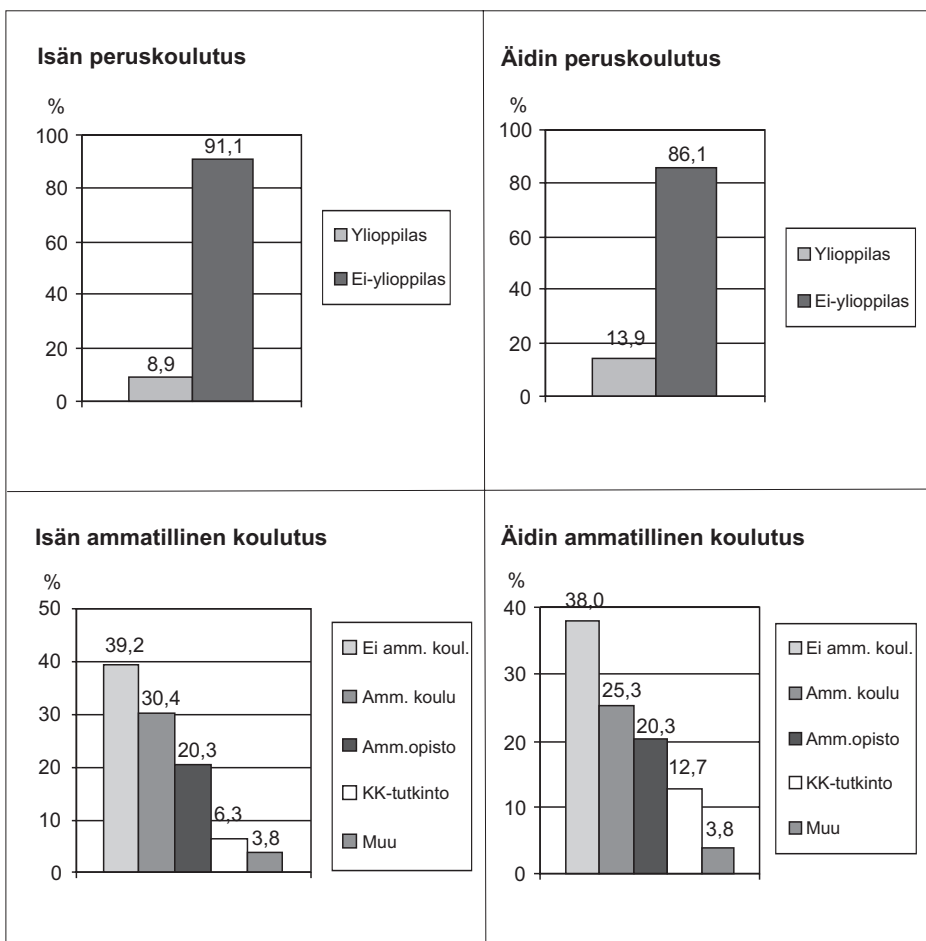 Isän peruskoulutus
%
100
80
60
40
20
0
8,9
91,1
Ylioppilas
Ei-ylioppilas
Äidin peruskoulutus
%
100
80
60
40
20
0
13,9
86,1
Ylioppilas
Ei-ylioppilas
Isän ammatillinen koulutus
%
50
40
30
20
10
0
39,2
30,4
20,3
6,3
3,8
Ei amm. koul.
Amm. koulu
Amm.opisto
KK-tutkinto
Muu
Äidin ammatillinen koulutus
%
40
30
20
10
0
38,0
25,3
20,3
12,7
3,8
Ei amm. koul.
Amm. koulu
Amm.opisto
KK-tutkinto
Muu